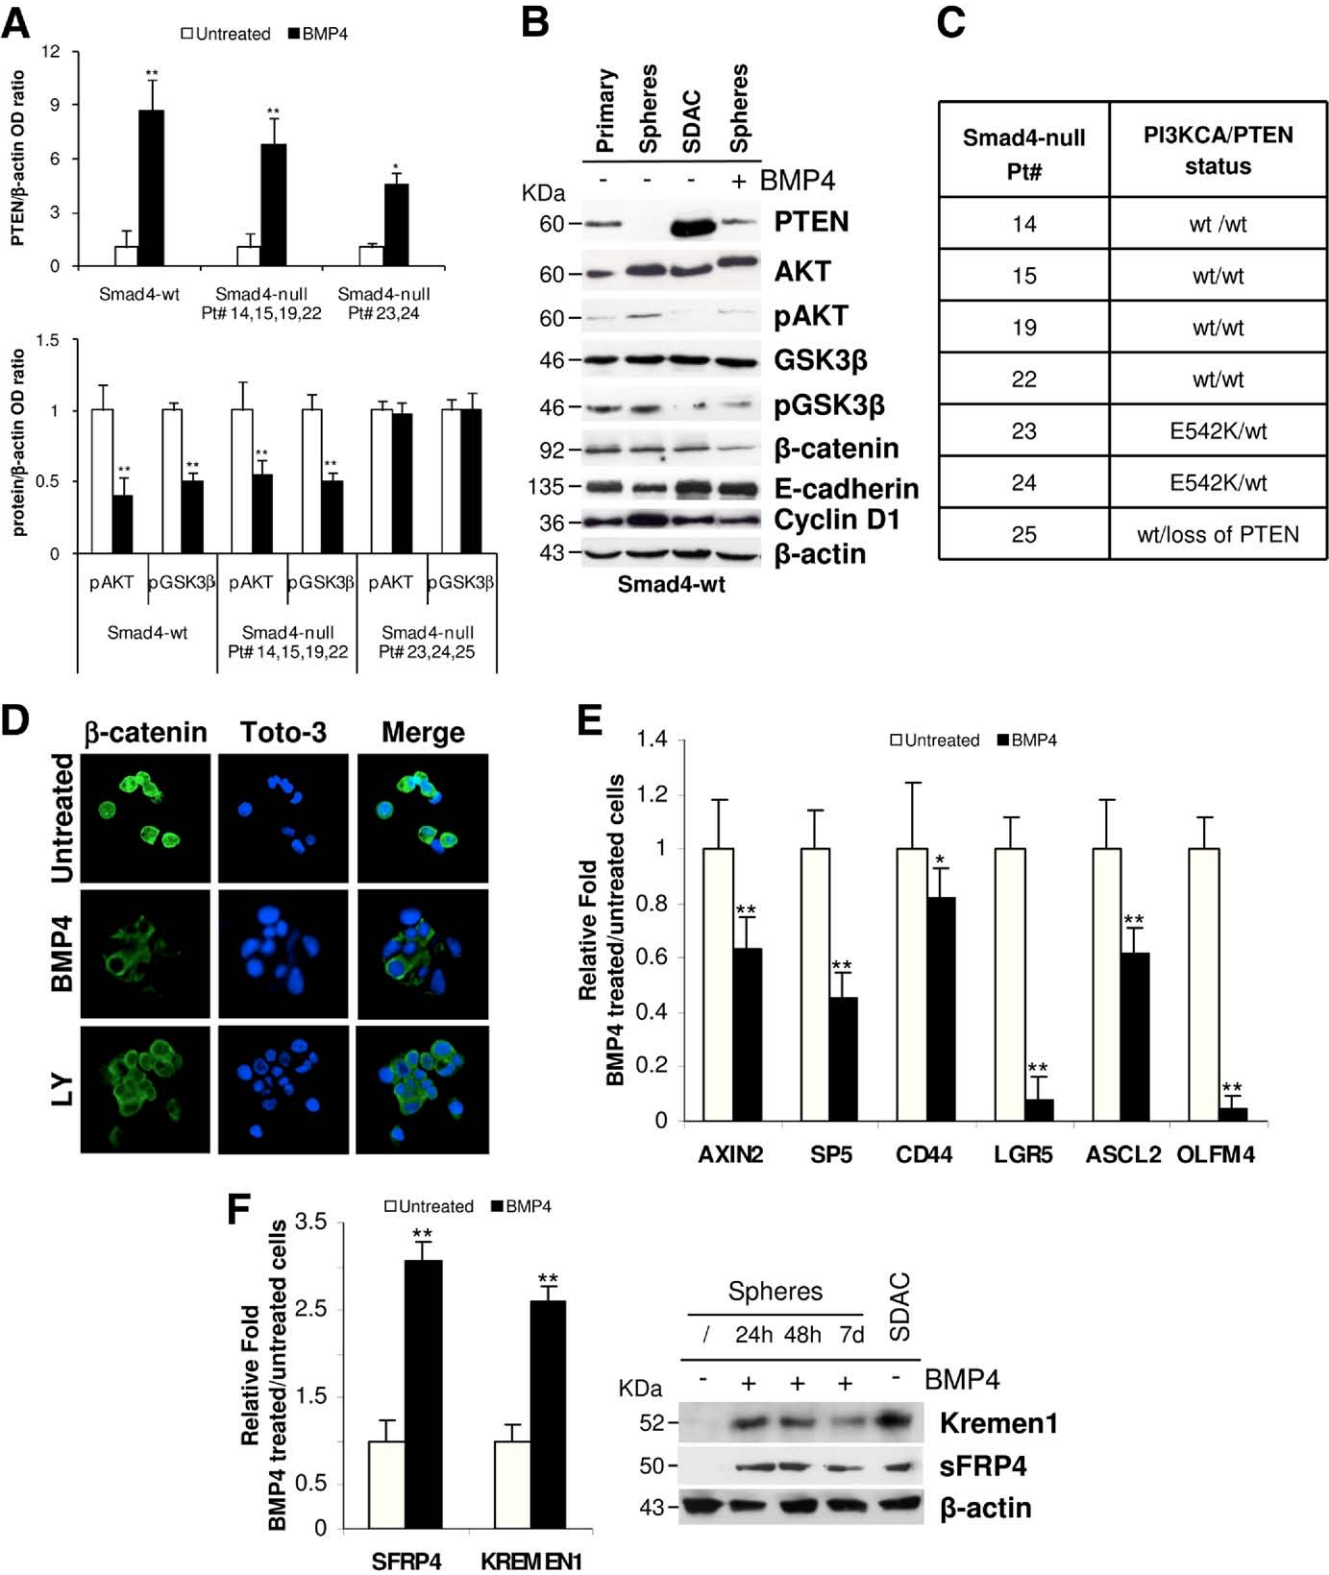 A
Untreated BMP4
PTEN/β-actin OD ratio
12
9
6
3
0
**
**
*
Smad4-wt
Smad4-null
Pt# 14,15,19,22
Smad4-null
Pt# 23,24
protein/β-actin OD ratio
1.5
1
0.5
0
**
**
**
**
pAKT pGSK3β pAKT pGSK3β pAKT pGSK3β
Smad4-wt
Smad4-null
Pt# 14,15,19,22
Smad4-null
Pt# 23,24,25
B
Primary
Spheres
SDAC
Spheres
- - - + BMP4
KDa
60 PTEN
60 AKT
60 pAKT
46 GSK3β
46 pGSK3β
92 β-catenin
135 E-cadherin
36 Cyclin D1
43 β-actin
Smad4-wt
C
Smad4-null
Pt#
PI3KCA/PTEN
status
14 wt /wt
15 wt/wt
19 wt/wt
22 wt/wt
23 E542K/wt
24 E542K/wt
25 wt/loss of PTEN
D
β-catenin Toto-3 Merge
Untreated
BMP4
LY
E
Untreated BMP4
Relative Fold
BMP4 treated/untreated cells
1.4
1.2
1
0.8
0.6
0.4
0.2
0
**
**
*
**
**
**
AXIN2 SP5 CD44 LGR5 ASCL2 OLFM4
F
Untreated BMP4
Relative Fold
BMP4 treated/untreated cells
3.5
2.5
1.5
0.5
0
**
**
SFRP4 KREMEN1
Spheres
SDAC
/ 24h 48h 7d
- + + + - BMP4
KDa
52 Kremen1
50 sFRP4
43 β-actin